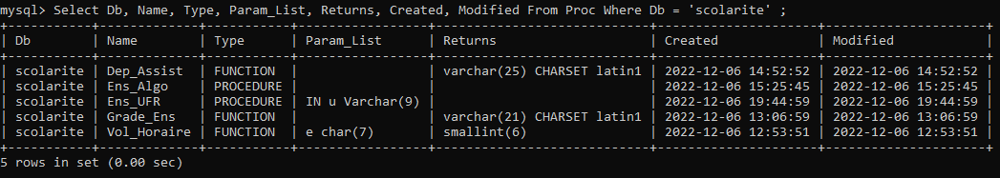 mysql> Select Db, Name, Type, Param_List, Returns, Created, Modified From Proc Where Db = 'scolarite' ;
+-----------+--------------+-----------+-----------------+-----------------------------+---------------------+---------------------+
| Db        | Name         | Type      | Param_List      | Returns                     | Created             | Modified            |
+-----------+--------------+-----------+-----------------+-----------------------------+---------------------+---------------------+
| scolarite | Dep_Assist   | FUNCTION  |                 | varchar(25) CHARSET latin1  | 2022-12-06 14:52:52 | 2022-12-06 14:52:52 |
| scolarite | Ens_Algo     | PROCEDURE |                 |                             | 2022-12-06 15:25:45 | 2022-12-06 15:25:45 |
| scolarite | Ens_UFR      | PROCEDURE | IN u Varchar(9) |                             | 2022-12-06 19:44:59 | 2022-12-06 19:44:59 |
| scolarite | Grade_Ens    | FUNCTION  |                 | varchar(21) CHARSET latin1  | 2022-12-06 13:06:59 | 2022-12-06 13:06:59 |
| scolarite | Vol_Horaire  | FUNCTION  | e char(7)       | smallint(6)                 | 2022-12-06 12:53:51 | 2022-12-06 12:53:51 |
+-----------+--------------+-----------+-----------------+-----------------------------+---------------------+---------------------+
5 rows in set (0.00 sec)